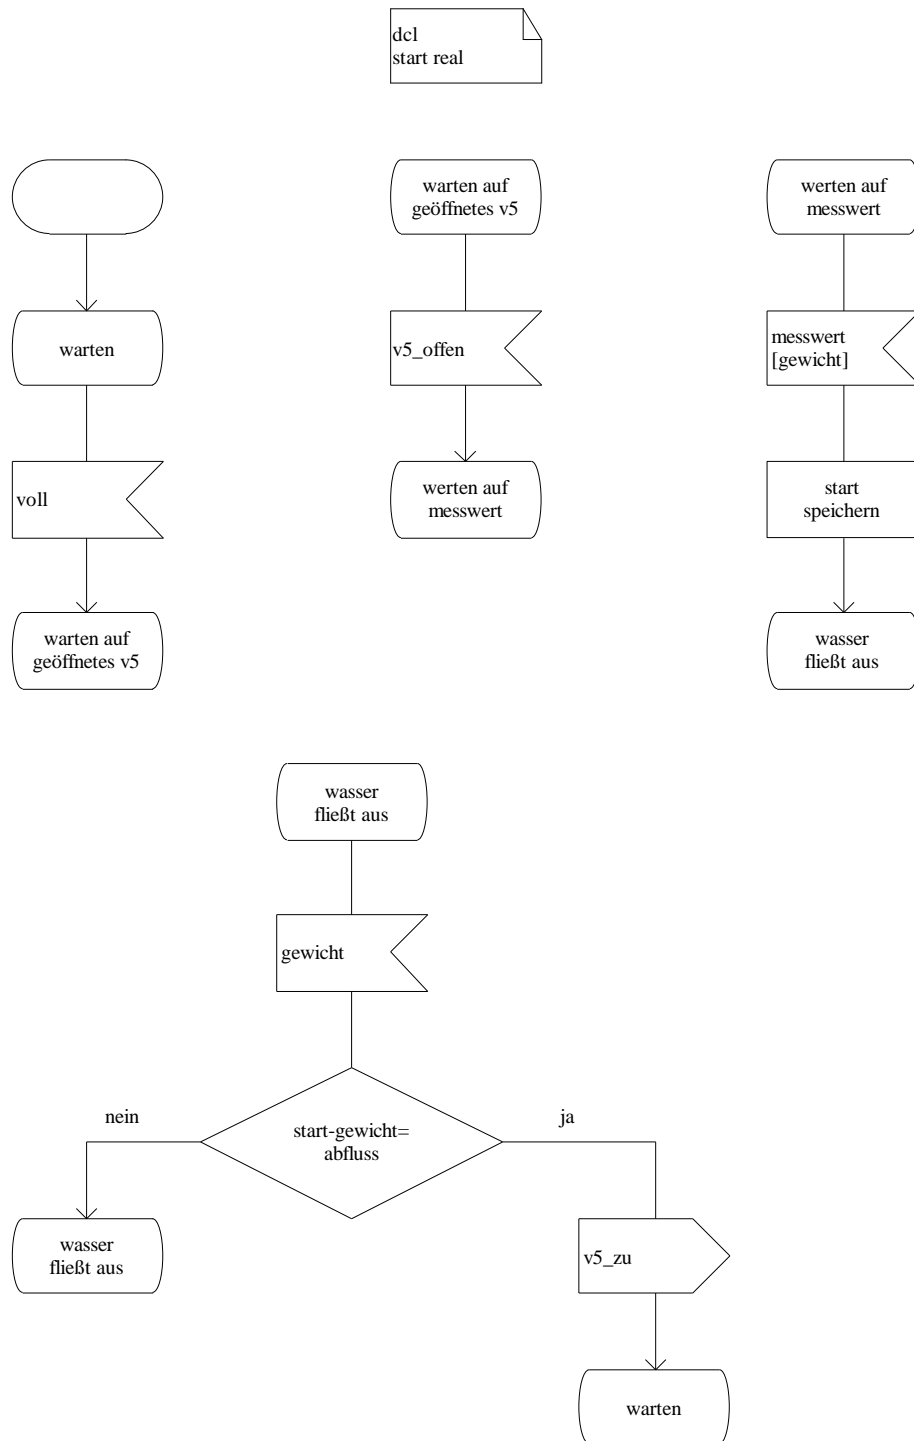 dcl
start real
warten auf
geöffnetes v5
werten auf
messwert
warten
v5_offen
messwert
[gewicht]
voll
werten auf
messwert
start
speichern
warten auf
geöffnetes v5
wasser
fließt aus
wasser
fließt aus
gewicht
nein
start-gewicht=
abfluss
ja
wasser
fließt aus
v5_zu
warten